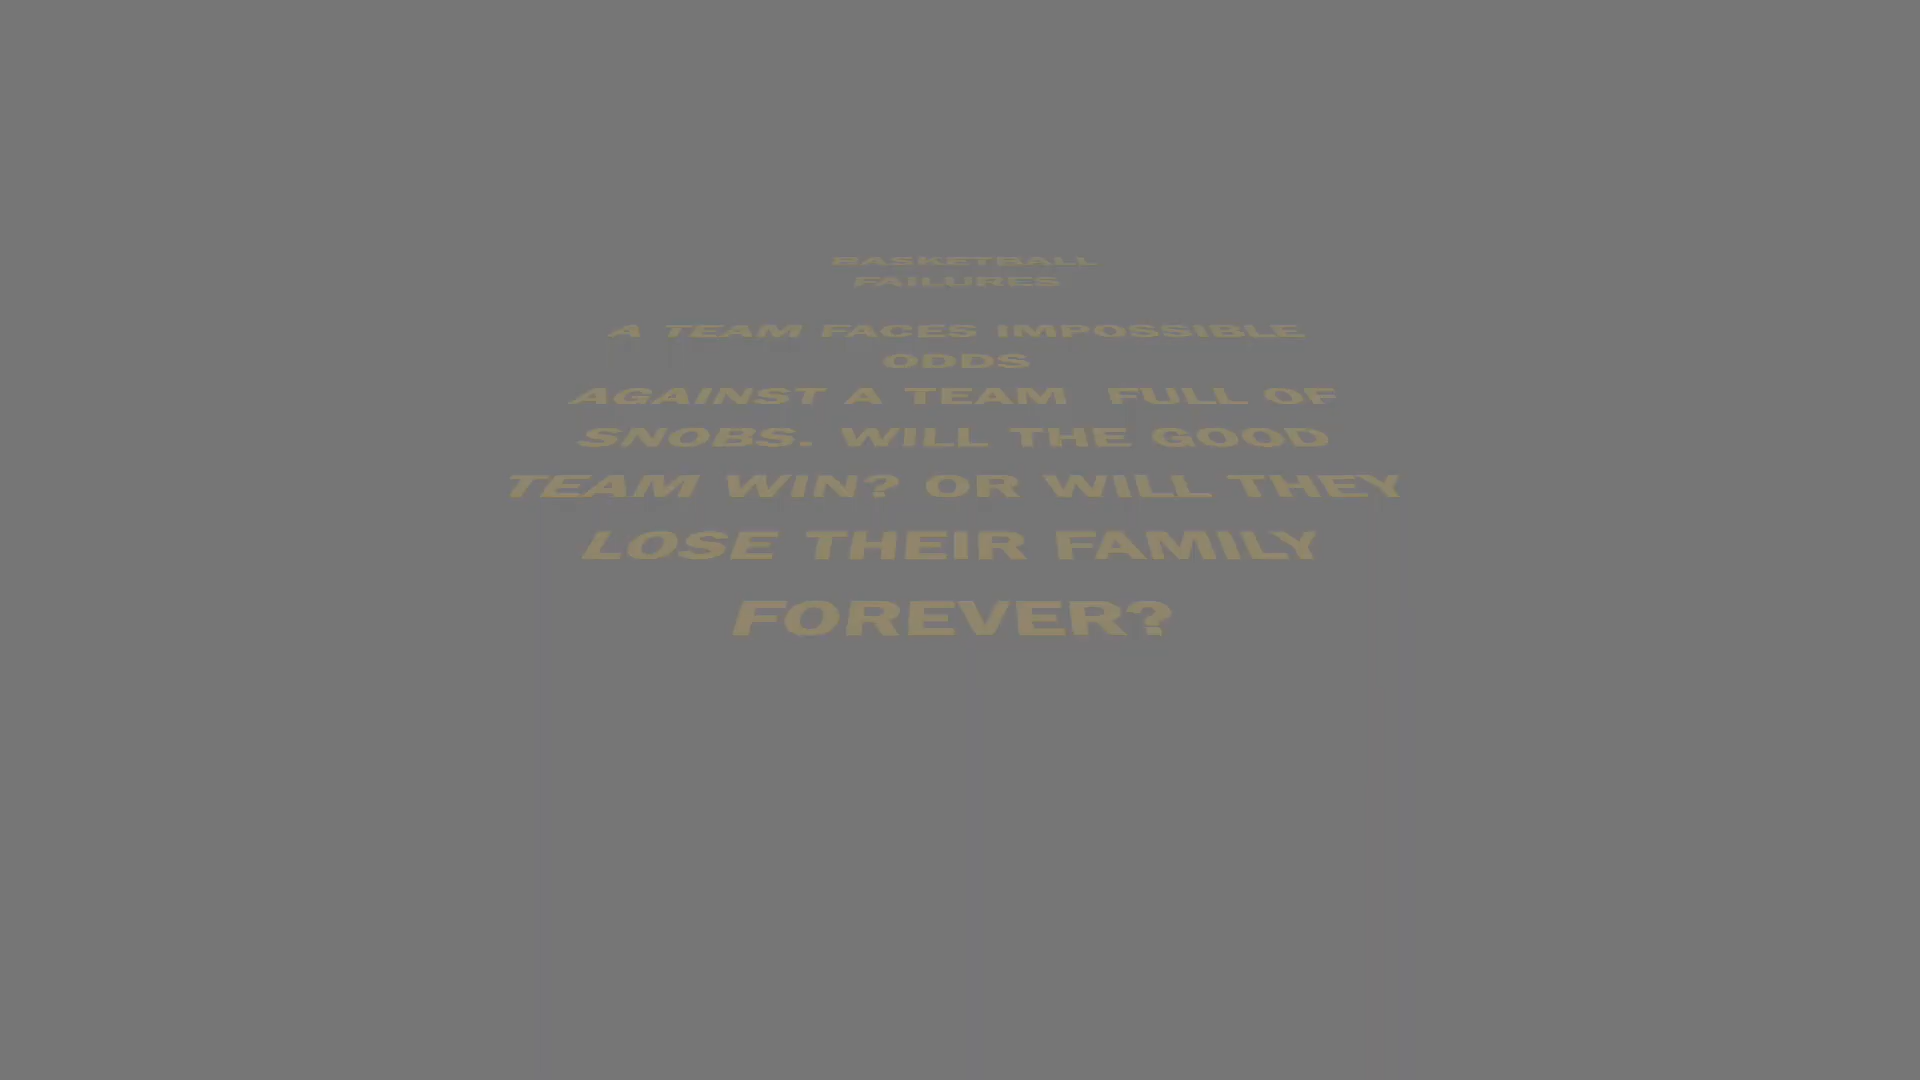 BASKETBALL
FAILURES
A TEAM FACES IMPOSSIBLE
ODDS
AGAINST A TEAM  FULL OF
SNOBS. WILL THE GOOD
TEAM WIN? OR WILL THEY
LOSE THEIR FAMILY
FOREVER?